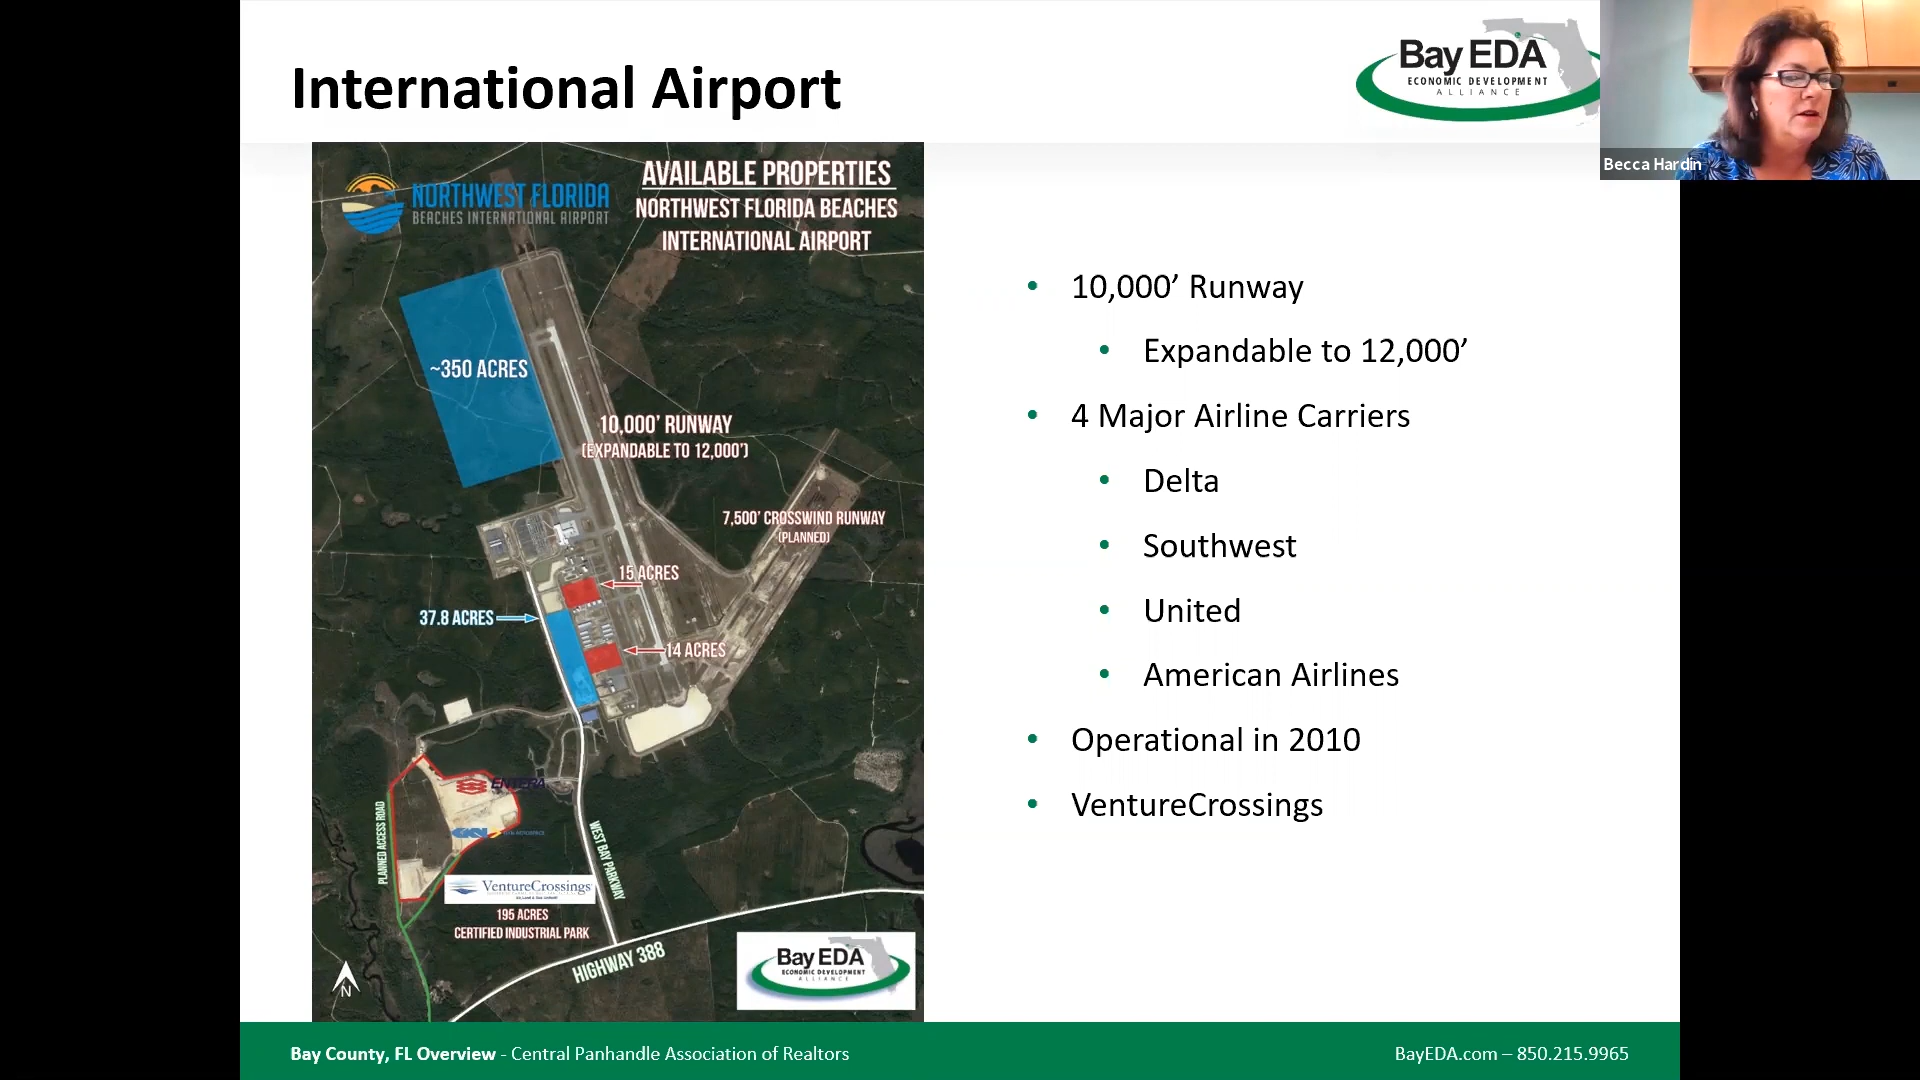 International Airport
Bay EDA
ECONOMIC DEVELOPMENT
ALLIANCE
Becca Hardin
NORTHWEST FLORIDA
BEACHES INTERNATIONAL AIRPORT
AVAILABLE PROPERTIES
NORTHWEST FLORIDA BEACHES
INTERNATIONAL AIRPORT
~350 ACRES
10,000’ RUNWAY
(EXPANDABLE TO 12,000’)
7,500’ CROSSWIND RUNWAY
(PLANNED)
15 ACRES
37.8 ACRES
14 ACRES
ENTERA
GKN
GKN AEROSPACE
PLANNED ACCESS ROAD
WEST BAY PARKWAY
VentureCrossings
195 ACRES
CERTIFIED INDUSTRIAL PARK
HIGHWAY 388
N
Bay EDA
ECONOMIC DEVELOPMENT
ALLIANCE
• 10,000’ Runway
• Expandable to 12,000’
• 4 Major Airline Carriers
• Delta
• Southwest
• United
• American Airlines
• Operational in 2010
• VentureCrossings
Bay County, FL Overview - Central Panhandle Association of Realtors
BayEDA.com – 850.215.9965